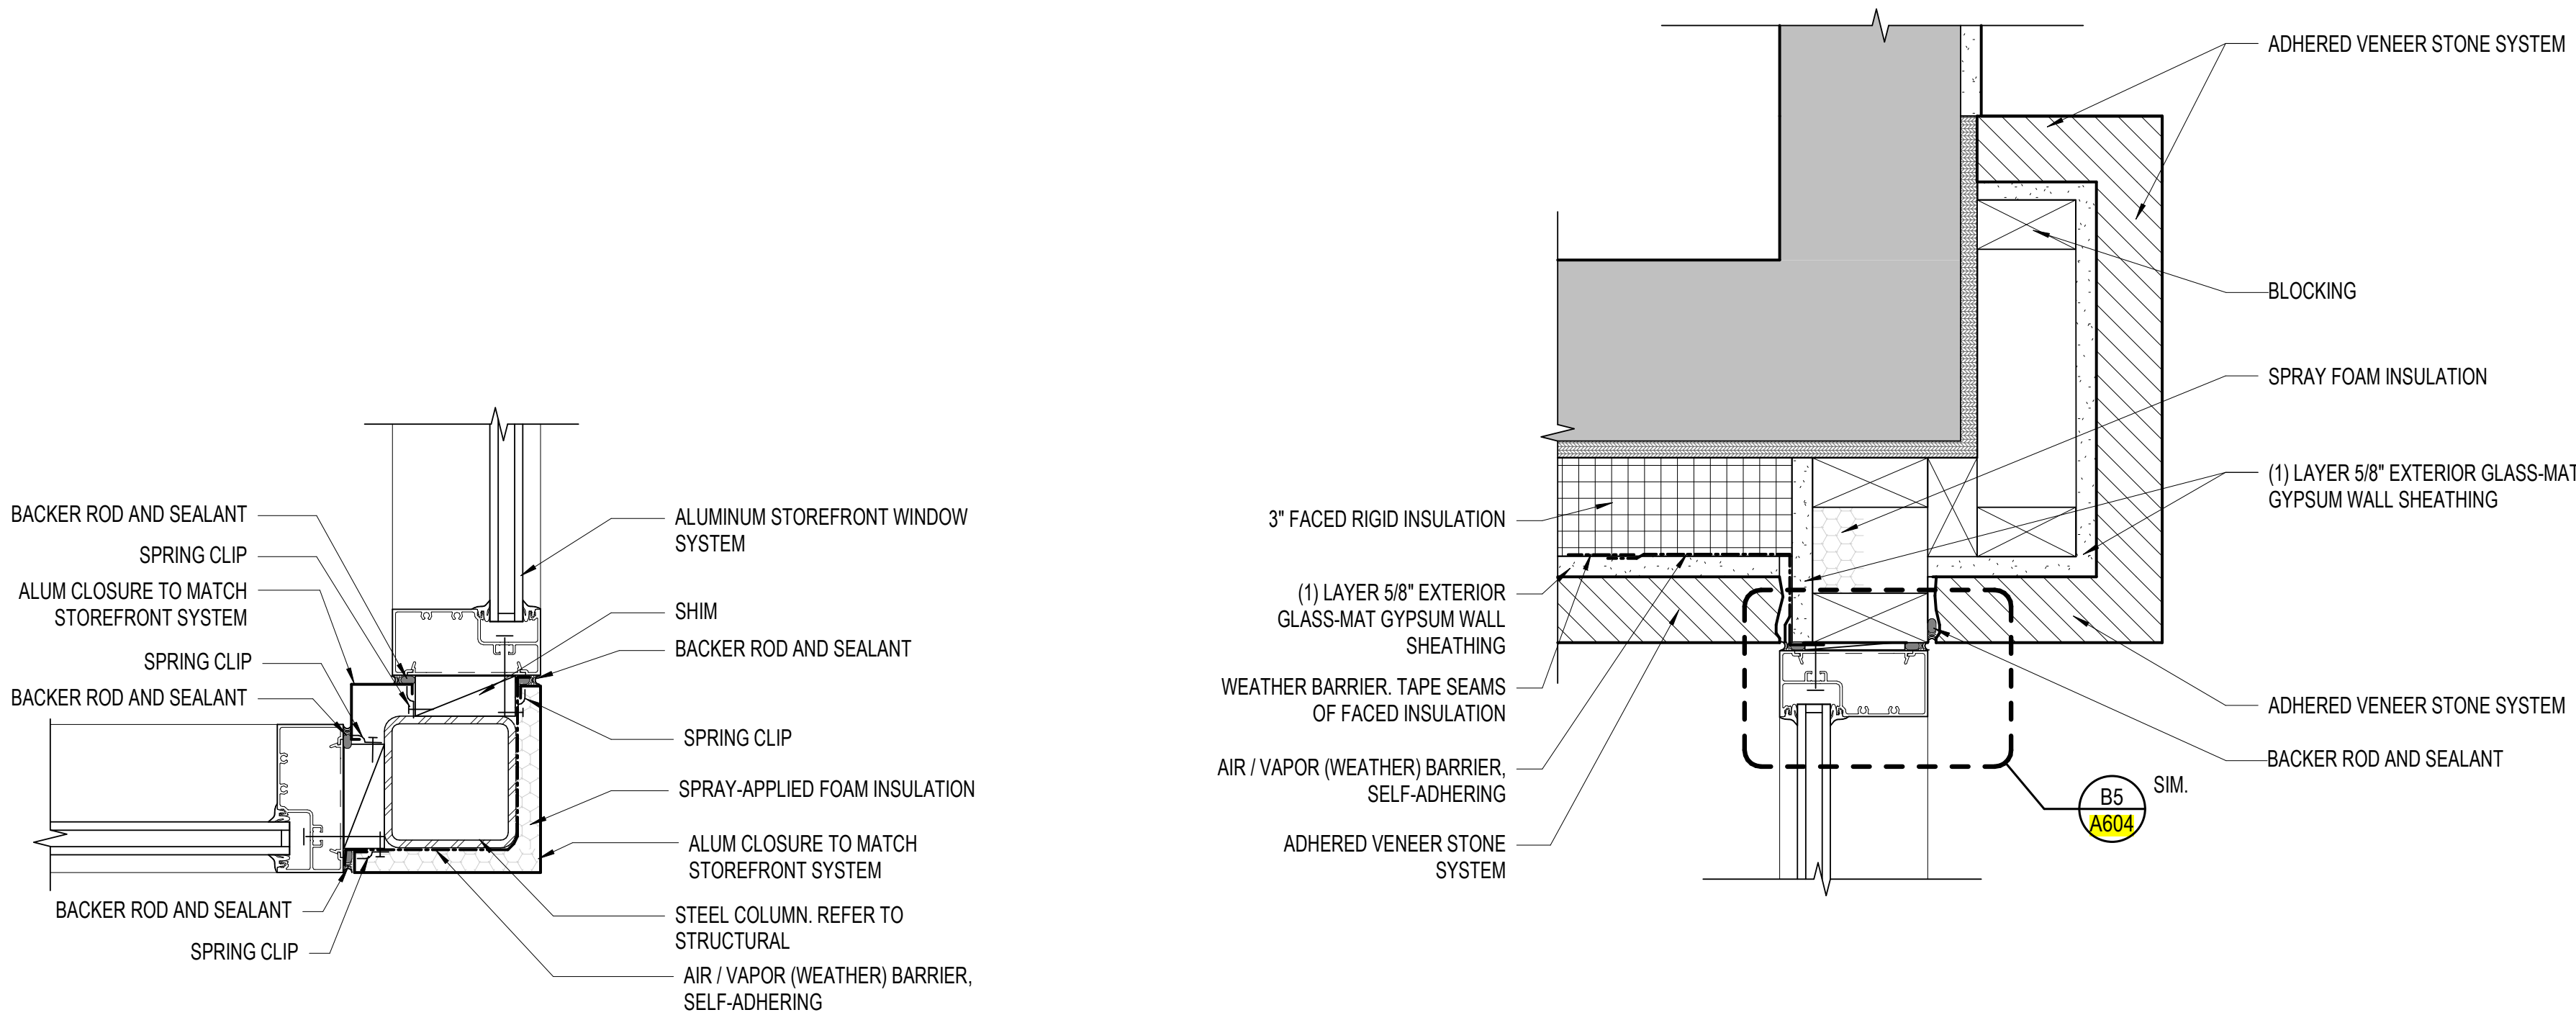 BACKER ROD AND SEALANT
SPRING CLIP
ALUM CLOSURE TO MATCH
STOREFRONT SYSTEM
SPRING CLIP
BACKER ROD AND SEALANT
BACKER ROD AND SEALANT
SPRING CLIP
ALUMINUM STOREFRONT WINDOW
SYSTEM
SHIM
BACKER ROD AND SEALANT
SPRING CLIP
SPRAY-APPLIED FOAM INSULATION
ALUM CLOSURE TO MATCH
STOREFRONT SYSTEM
STEEL COLUMN. REFER TO
STRUCTURAL
AIR / VAPOR (WEATHER) BARRIER,
SELF-ADHERING
3" FACED RIGID INSULATION
(1) LAYER 5/8" EXTERIOR
GLASS-MAT GYPSUM WALL
SHEATHING
WEATHER BARRIER. TAPE SEAMS
OF FACED INSULATION
AIR / VAPOR (WEATHER) BARRIER,
SELF-ADHERING
ADHERED VENEER STONE
SYSTEM
ADHERED VENEER STONE SYSTEM
BLOCKING
SPRAY FOAM INSULATION
(1) LAYER 5/8" EXTERIOR GLASS-MAT
GYPSUM WALL SHEATHING
ADHERED VENEER STONE SYSTEM
BACKER ROD AND SEALANT
B5
A604
SIM.